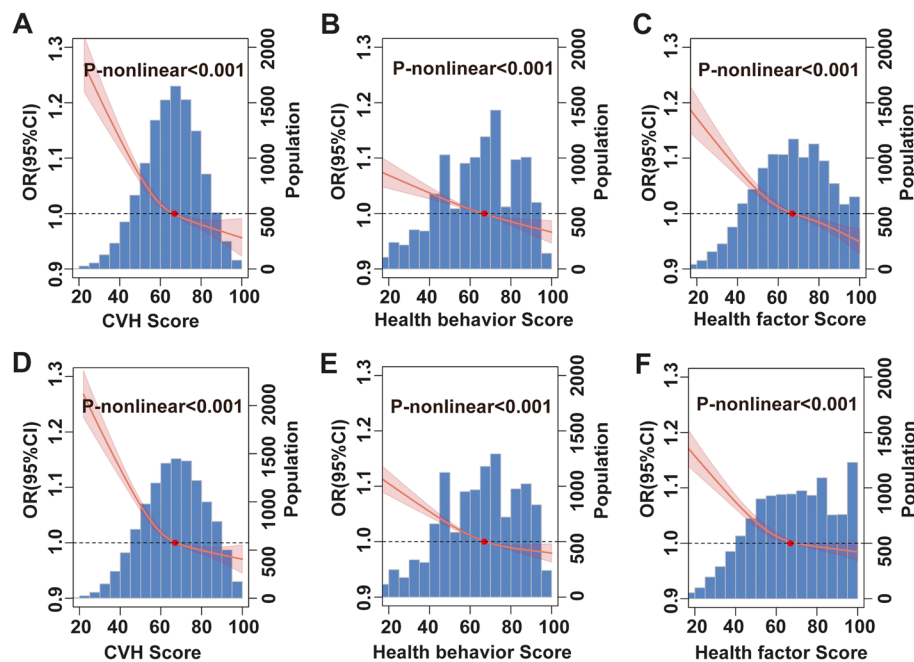 A
OR(95%CI)
0.9 1.0 1.1 1.2 1.3
P-nonlinear<0.001
0 500 1000 1500 2000
Population
20 40 60 80 100
CVH Score
B
OR(95%CI)
0.9 1.0 1.1 1.2 1.3
P-nonlinear<0.001
0 500 1000 1500 2000
Population
20 40 60 80 100
Health behavior Score
C
OR(95%CI)
0.9 1.0 1.1 1.2 1.3
P-nonlinear<0.001
0 500 1000 1500 2000
Population
20 40 60 80 100
Health factor Score
D
OR(95%CI)
0.9 1.0 1.1 1.2 1.3
P-nonlinear<0.001
0 500 1000 1500 2000
Population
20 40 60 80 100
CVH Score
E
OR(95%CI)
0.9 1.0 1.1 1.2 1.3
P-nonlinear<0.001
0 500 1000 1500 2000
Population
20 40 60 80 100
Health behavior Score
F
OR(95%CI)
0.9 1.0 1.1 1.2 1.3
P-nonlinear<0.001
0 500 1000 1500 2000
Population
20 40 60 80 100
Health factor Score